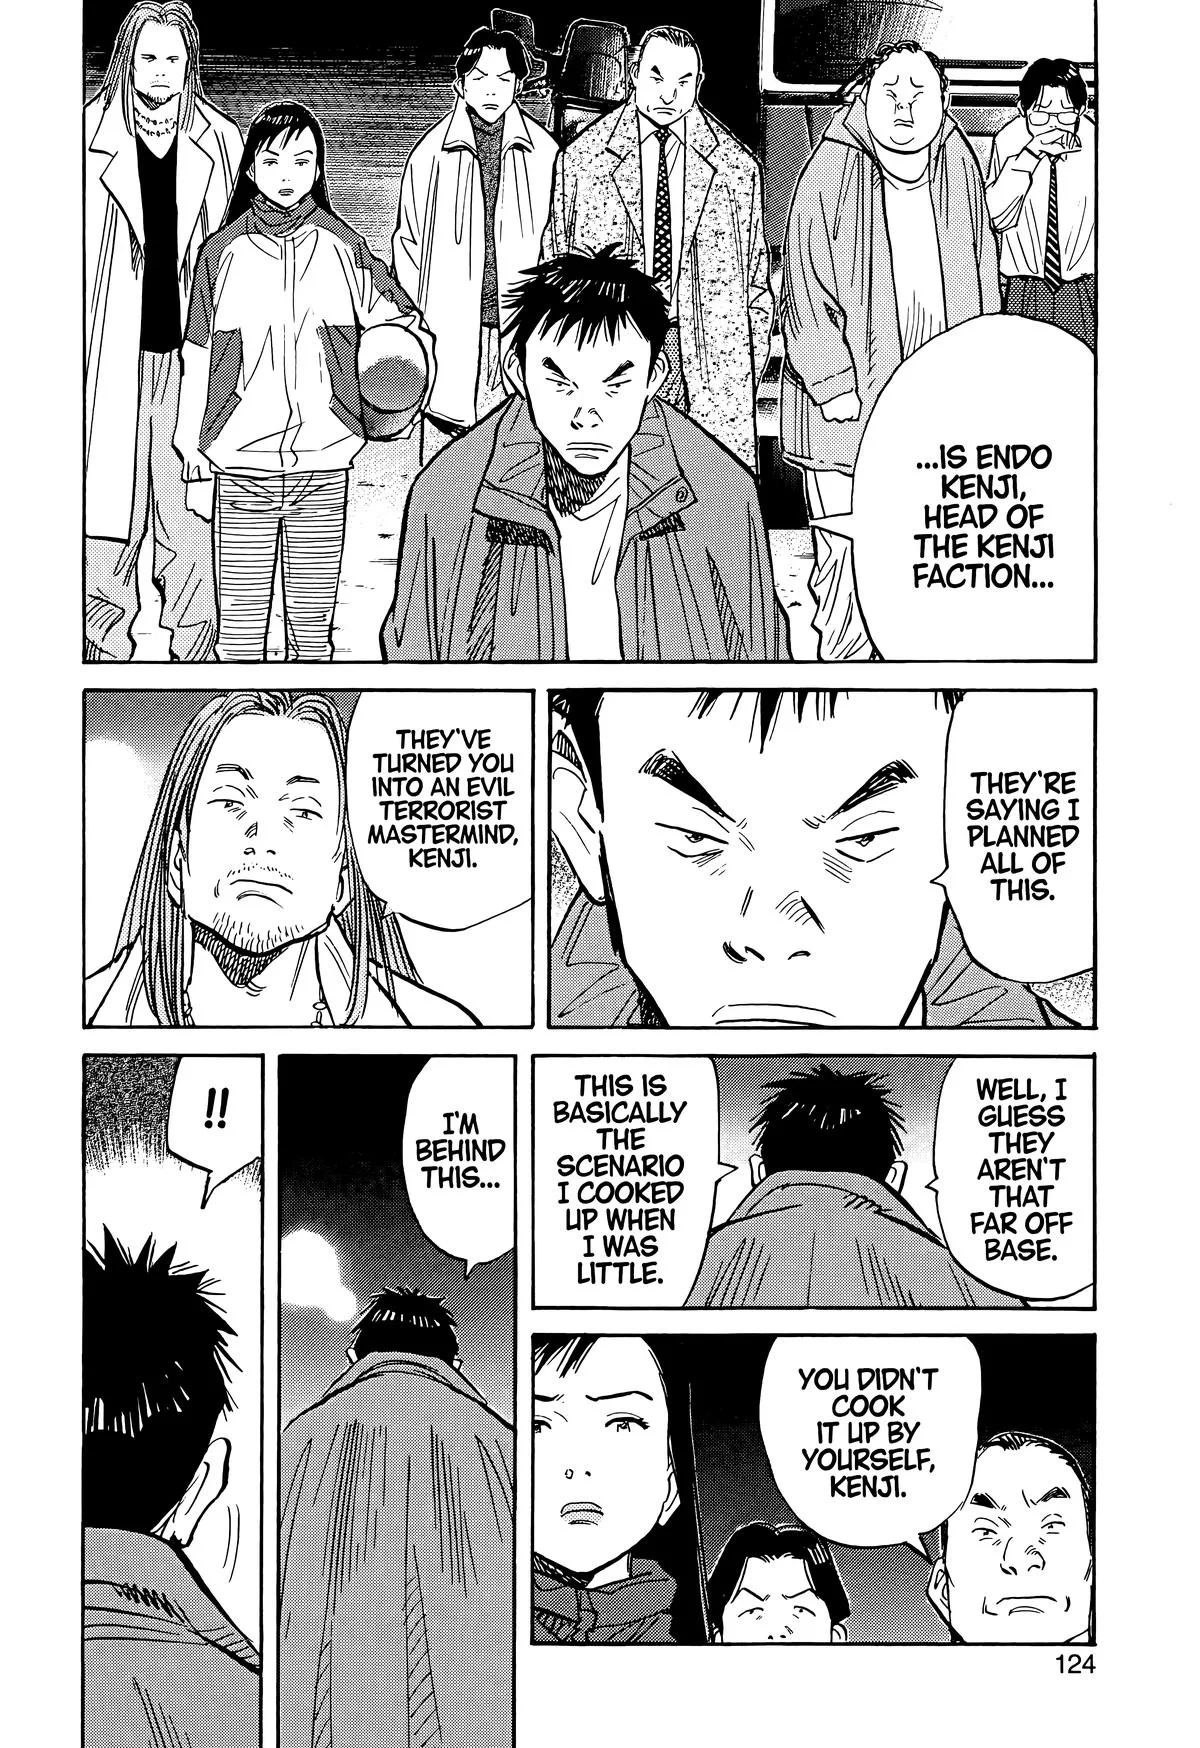 ...IS ENDO
KENJI,
HEAD OF
THE KENJI
FACTION...
THEY'RE
SAYING I
PLANNED
ALL OF
THIS.
THEY'VE
TURNED YOU
INTO AN EVIL
TERRORIST
MASTERMIND,
KENJI.
WELL, I
GUESS
THEY
AREN'T
THAT
FAR OFF
BASE.
THIS IS
BASICALLY
THE
SCENARIO
I COOKED
UP WHEN
I WAS
LITTLE.
YOU DIDN'T
COOK
IT UP BY
YOURSELF,
KENJI.
I'M
BEHIND
THIS...
!!
124